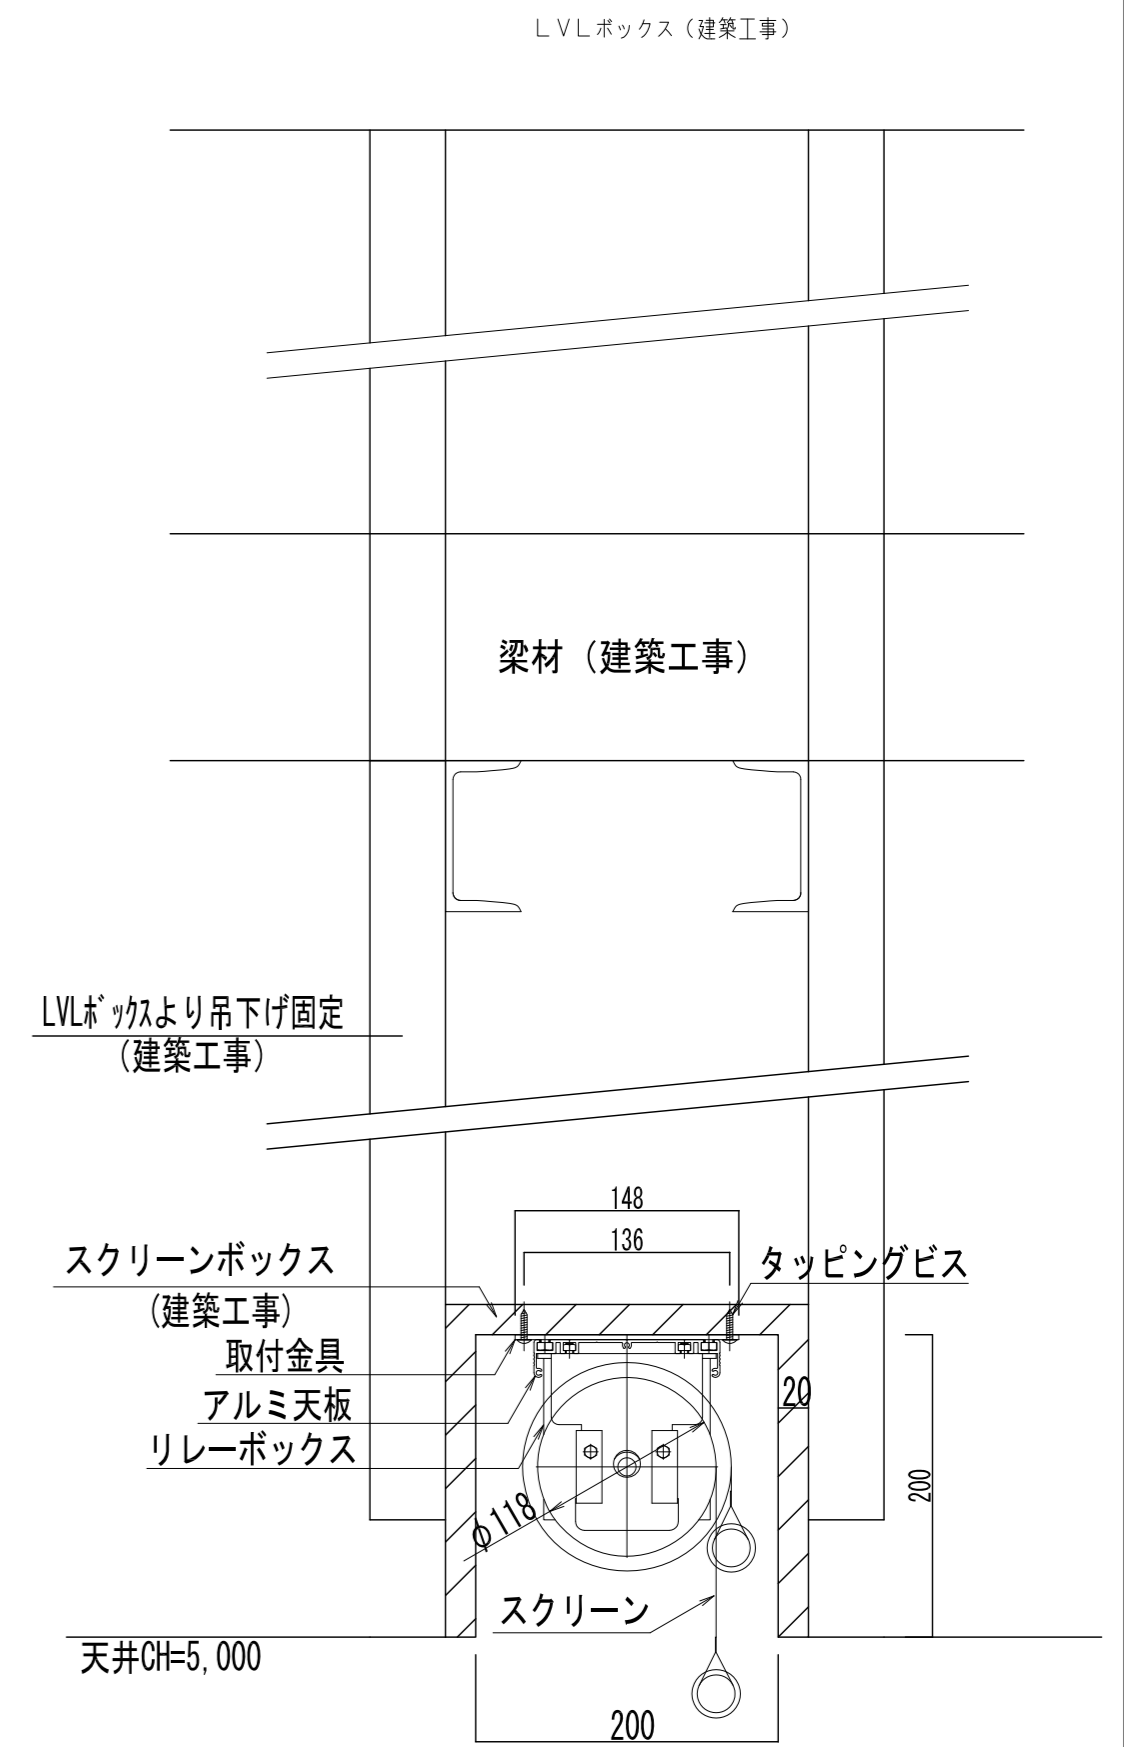 ＬＶＬボックス（建築工事）
梁材（建築工事）
LVLﾎﾞｯｸｽより吊下げ固定
（建築工事）
148
136
スクリーンボックス
（建築工事）
タッピングビス
取付金具
アルミ天板
リレーボックス
20
200
φ118
スクリーン
天井CH=5,000
200